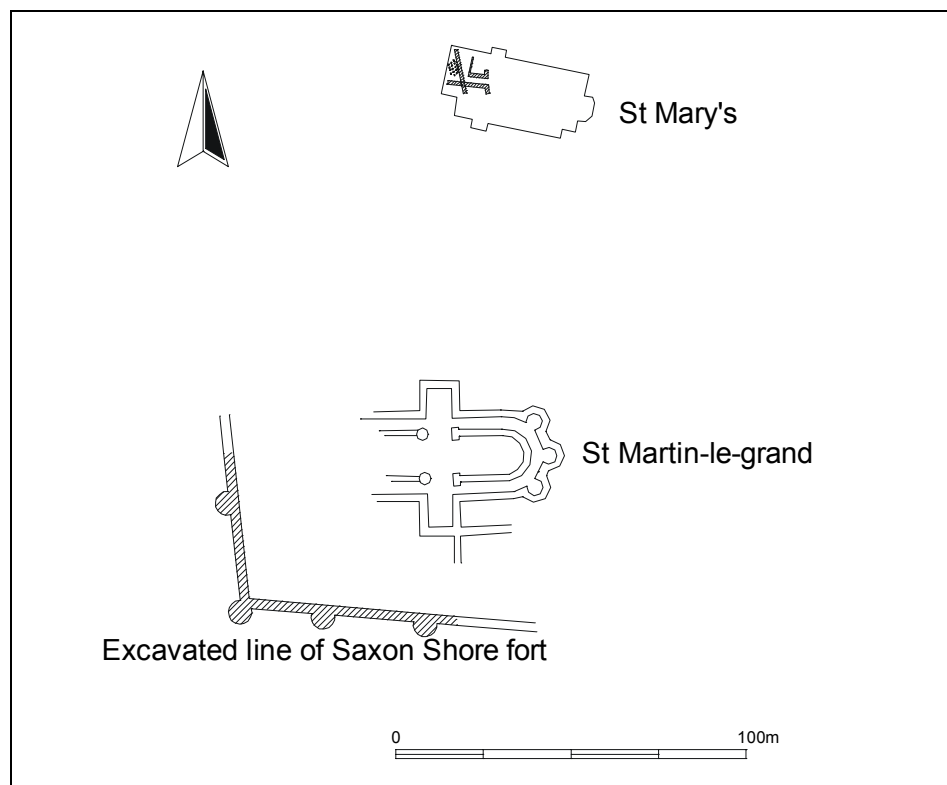 St Mary's
St Martin-le-grand
Excavated line of Saxon Shore fort
0 100m